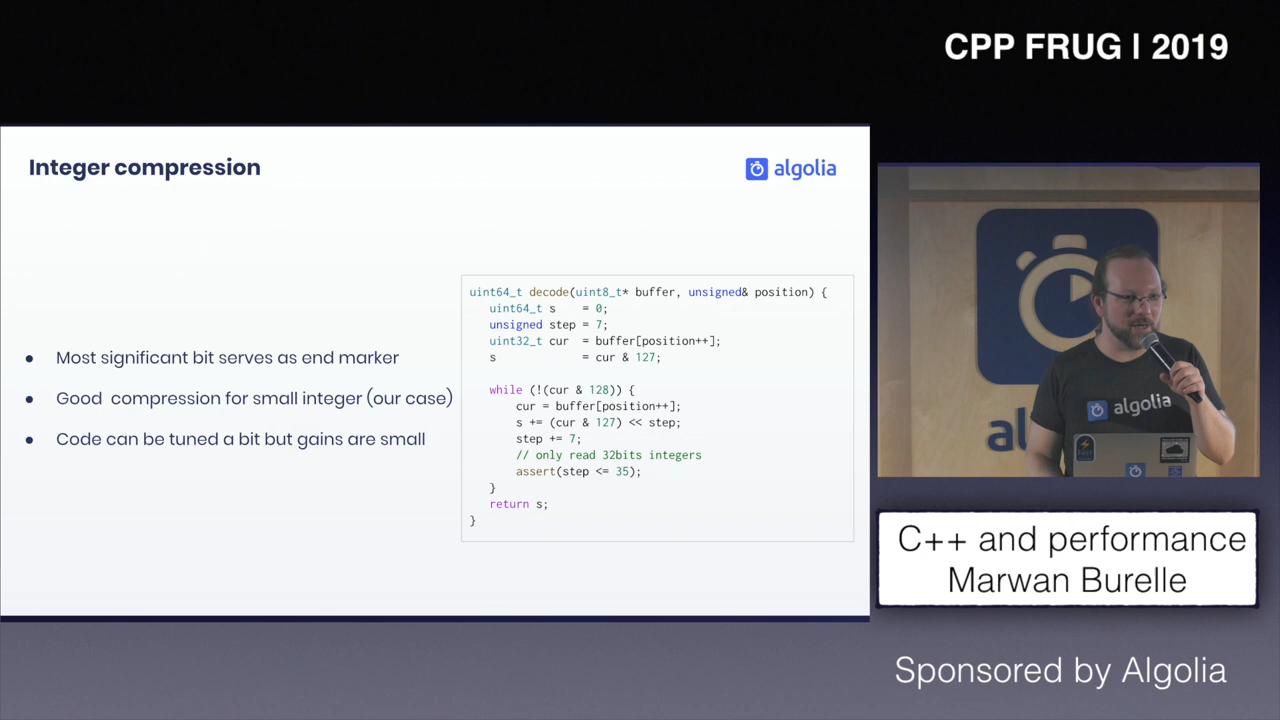 CPP FRUG | 2019
Integer compression
algolia
Most significant bit serves as end marker
Good compression for small integer (our case)
Code can be tuned a bit but gains are small
uint64_t decode(uint8_t* buffer, unsigned& position) {
uint64_t s = 0;
unsigned step = 7;
uint32_t cur = buffer[position++];
s = cur & 127;
while (!(cur & 128)) {
cur = buffer[position++];
s += (cur & 127) << step;
step += 7;
// only read 32bits integers
assert(step <= 35);
}
return s;
}
al
algolia
C++ and performance
Marwan Burelle
Sponsored by Algolia